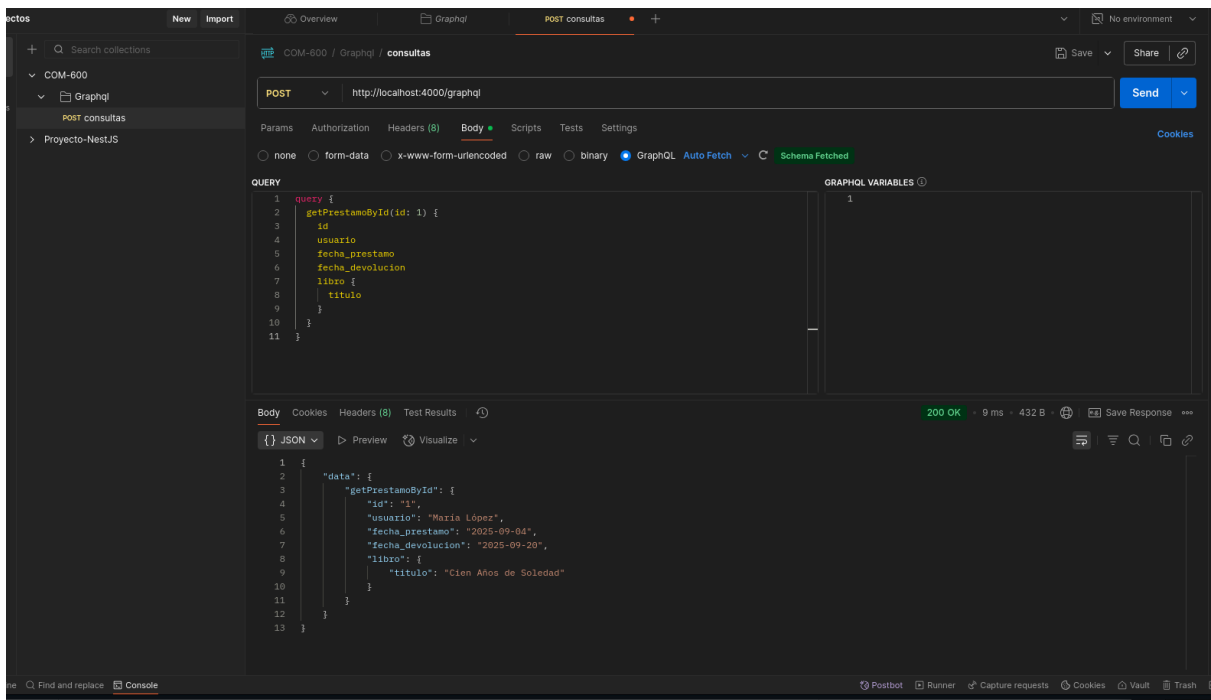 ectos New Import Overview Graphql POST consultas No environment
Search collections
COM-600
Graphql
POST consultas
Proyecto-NestJS
HTTP COM-600 / Graphql / consultas Save Share
POST http://localhost:4000/graphql Send
Params Authorization Headers (8) Body Scripts Tests Settings Cookies
none form-data x-www-form-urlencoded raw binary GraphQL Auto Fetch Schema Fetched
QUERY GRAPHQL VARIABLES
1 query {
2 getPrestamoById(id: 1) {
3 id
4 usuario
5 fecha_prestamo
6 fecha_devolucion
7 libro {
8 titulo
9 }
10 }
11 }
1
Body Cookies Headers (8) Test Results 200 OK 9 ms 432 B Save Response
{} JSON Preview Visualize
1 {
2 "data": {
3 "getPrestamoById": {
4 "id": "1",
5 "usuario": "María López",
6 "fecha_prestamo": "2025-09-04",
7 "fecha_devolucion": "2025-09-20",
8 "libro": {
9 "titulo": "Cien Años de Soledad"
10 }
11 }
12 }
13 }
ne Find and replace Console Postbot Runner Capture requests Cookies Vault Trash